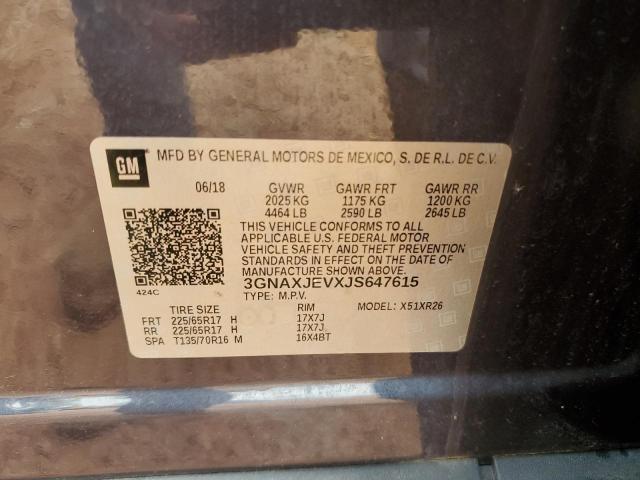 GM
MFD BY GENERAL MOTORS DE MEXICO, S. DE R.L. DE C.V.
06/18 GVWR GAWR FRT GAWR RR
2025 KG 1175 KG 1200 KG
4464 LB 2590 LB 2645 LB
THIS VEHICLE CONFORMS TO ALL
APPLICABLE U.S. FEDERAL MOTOR
VEHICLE SAFETY AND THEFT PREVENTION
STANDARDS IN EFFECT ON THE DATE OF
MANUFACTURE SHOWN ABOVE.
424C 3GNAXJEVXJS647615
TYPE: M.P.V. MODEL: X51XR26
TIRE SIZE RIM
FRT 225/65R17 H 17X7J
RR 225/65R17 H 17X7J
SPA T135/70R16 M 16X4BT